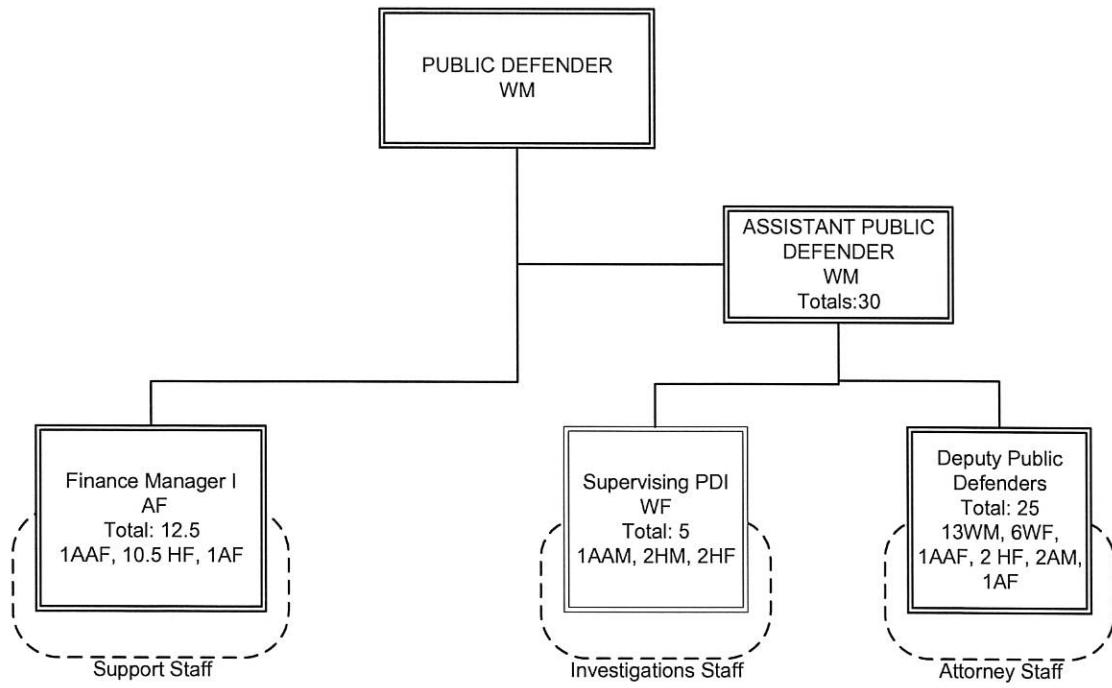 PUBLIC DEFENDER
WM
ASSISTANT PUBLIC
DEFENDER
WM
Totals:30
Finance Manager I
AF
Total: 12.5
1AAF, 10.5 HF, 1AF
Support Staff
Supervising PDI
WF
Total: 5
1AAM, 2HM, 2HF
Investigations Staff
Deputy Public
Defenders
Total: 25
13WM, 6WF,
1AAF, 2 HF, 2AM,
1AF
Attorney Staff